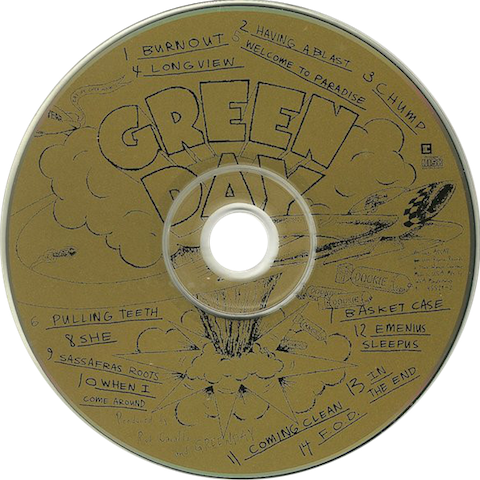 1 BURNOUT
2 HAVING A BLAST
3 CHUMP
4 LONGVIEW
5 WELCOME TO PARADISE
GREEN
DAY
DOOKIE
6 PULLING TEETH
7 BASKET CASE
8 SHE
9 SASSAFRAS ROOTS
10 WHEN I
COME AROUND
11 COMING CLEAN
12 EMENIUS
SLEEPUS
13 IN
THE END
14 F.O.D.